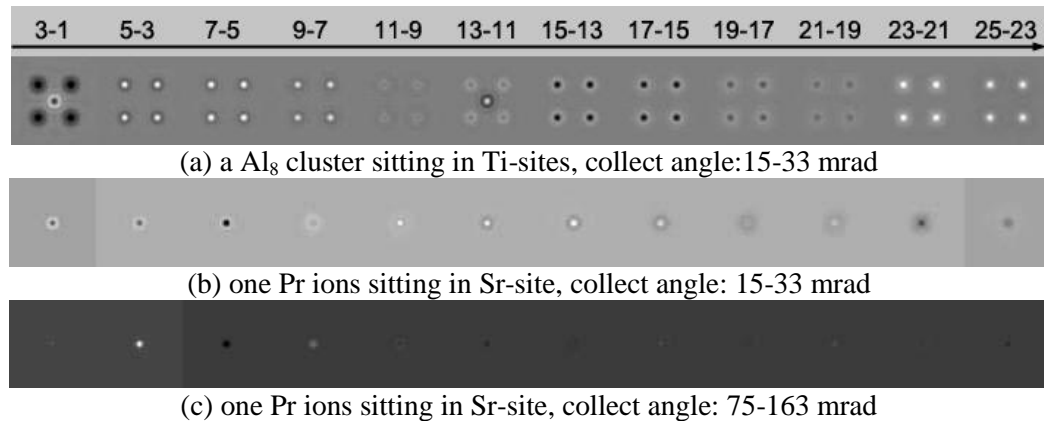 3-1 5-3 7-5 9-7 11-9 13-11 15-13 17-15 19-17 21-19 23-21 25-23
(a) a Al₈ cluster sitting in Ti-sites, collect angle:15-33 mrad
(b) one Pr ions sitting in Sr-site, collect angle: 15-33 mrad
(c) one Pr ions sitting in Sr-site, collect angle: 75-163 mrad